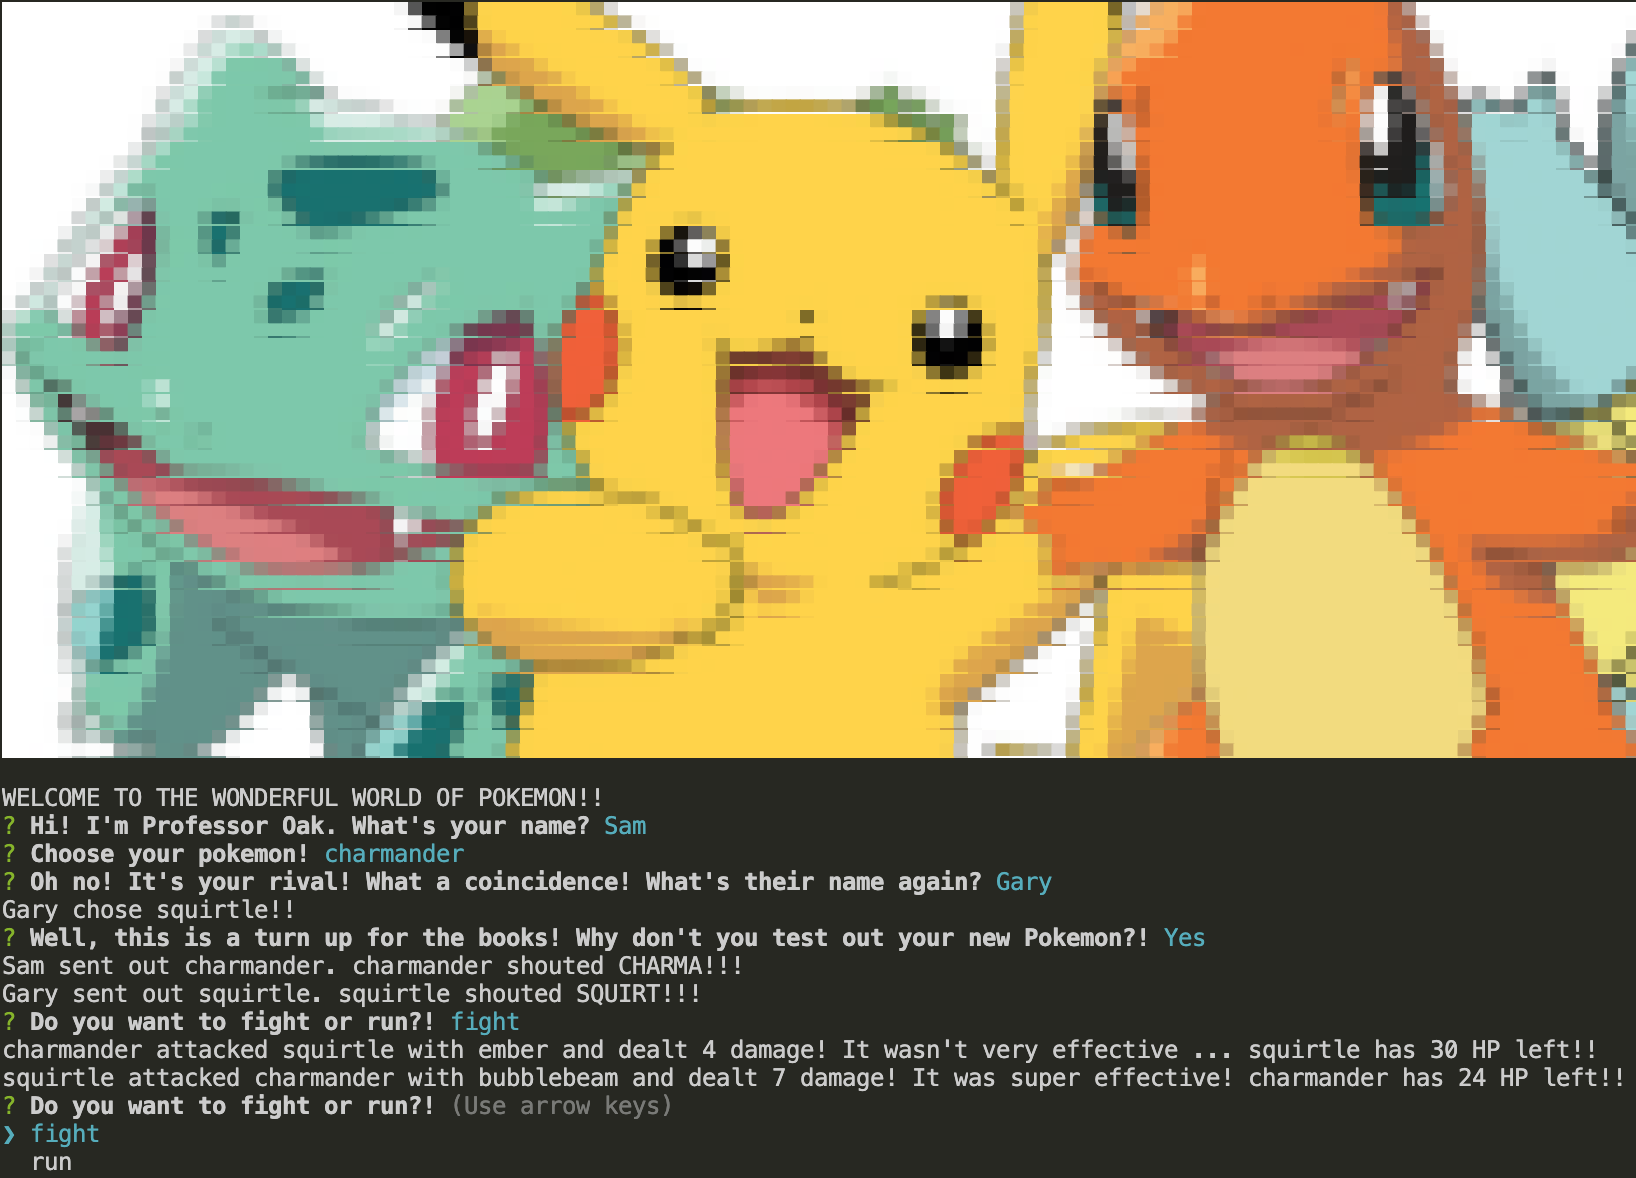 WELCOME TO THE WONDERFUL WORLD OF POKEMON!!
? Hi! I'm Professor Oak. What's your name? Sam
? Choose your pokemon! charmander
? Oh no! It's your rival! What a coincidence! What's their name again? Gary
Gary chose squirtle!!
? Well, this is a turn up for the books! Why don't you test out your new Pokemon?! Yes
Sam sent out charmander. charmander shouted CHARMA!!!
Gary sent out squirtle. squirtle shouted SQUIRT!!!
? Do you want to fight or run?! fight
charmander attacked squirtle with ember and dealt 4 damage! It wasn't very effective ... squirtle has 30 HP left!!
squirtle attacked charmander with bubblebeam and dealt 7 damage! It was super effective! charmander has 24 HP left!!
? Do you want to fight or run?! (Use arrow keys)
❯ fight
run